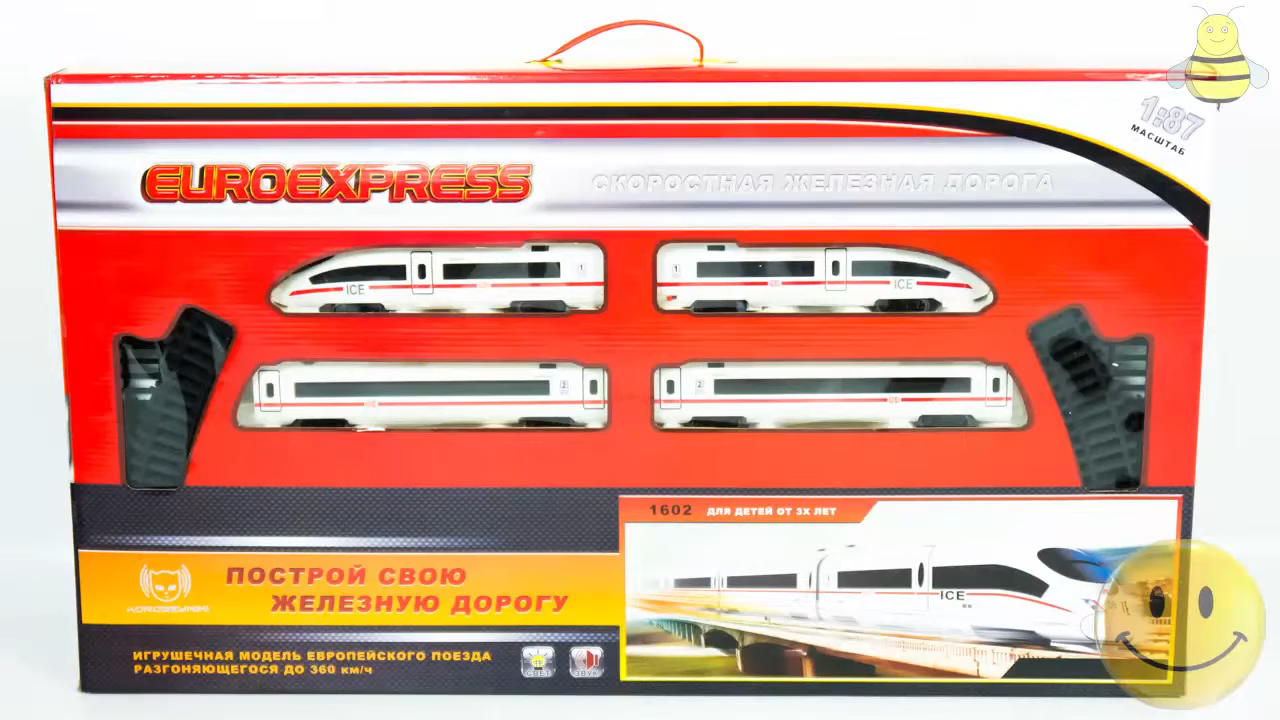 1:87
МАСШТАБ
EUROEXPRESS
СКОРОСТНАЯ ЖЕЛЕЗНАЯ ДОРОГА
1
ICE
1
ICE
2
2
1602 ДЛЯ ДЕТЕЙ ОТ 3Х ЛЕТ
ICE
ПОСТРОЙ СВОЮ
ЖЕЛЕЗНУЮ ДОРОГУ
ИГРУШЕЧНАЯ МОДЕЛЬ ЕВРОПЕЙСКОГО ПОЕЗДА
РАЗГОНЯЮЩЕГОСЯ ДО 360 км/ч
СВЕТ
ЗВУК